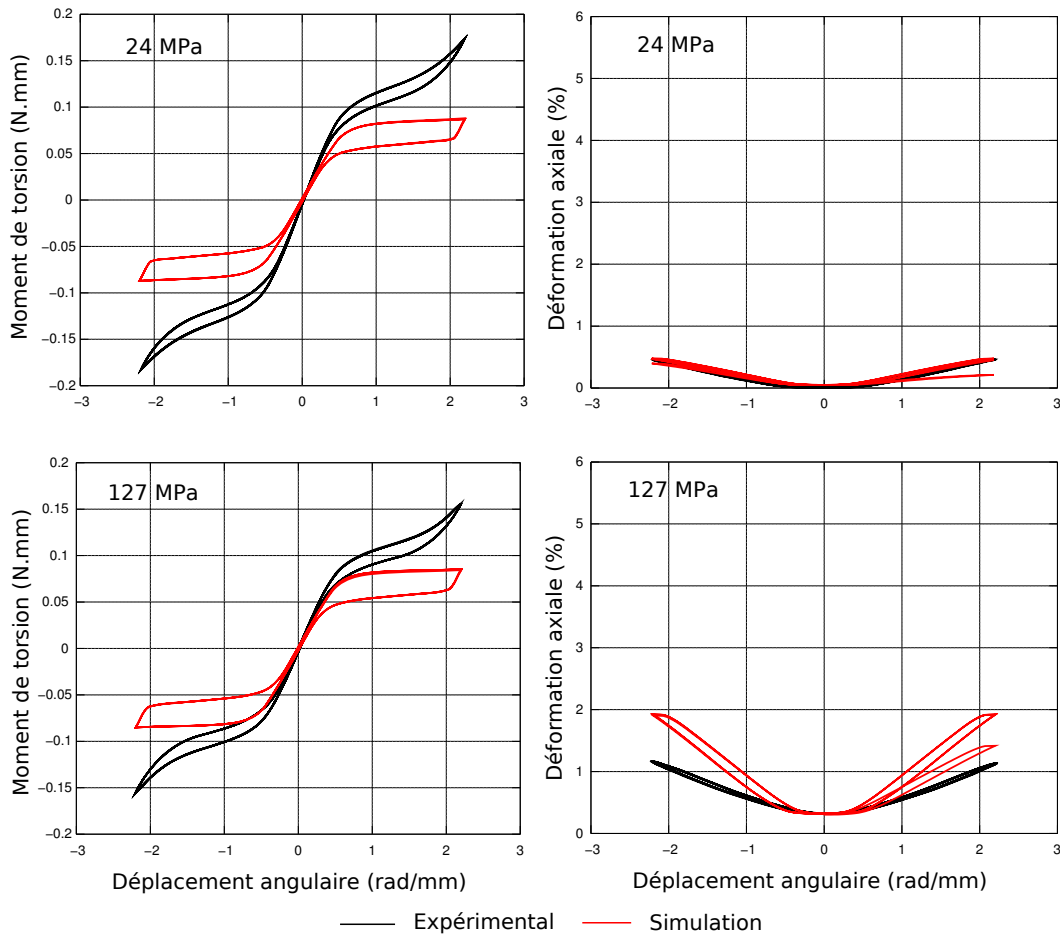 24 MPa
Moment de torsion (N.mm)
0.2
0.15
0.1
0.05
0
−0.05
−0.1
−0.15
−0.2
−3 −2 −1 0 1 2 3
24 MPa
Déformation axiale (%)
6
5
4
3
2
1
0
−3 −2 −1 0 1 2 3
127 MPa
Moment de torsion (N.mm)
0.2
0.15
0.1
0.05
0
−0.05
−0.1
−0.15
−0.2
−3 −2 −1 0 1 2 3
Déplacement angulaire (rad/mm)
127 MPa
Déformation axiale (%)
6
5
4
3
2
1
0
−3 −2 −1 0 1 2 3
Déplacement angulaire (rad/mm)
Expérimental Simulation